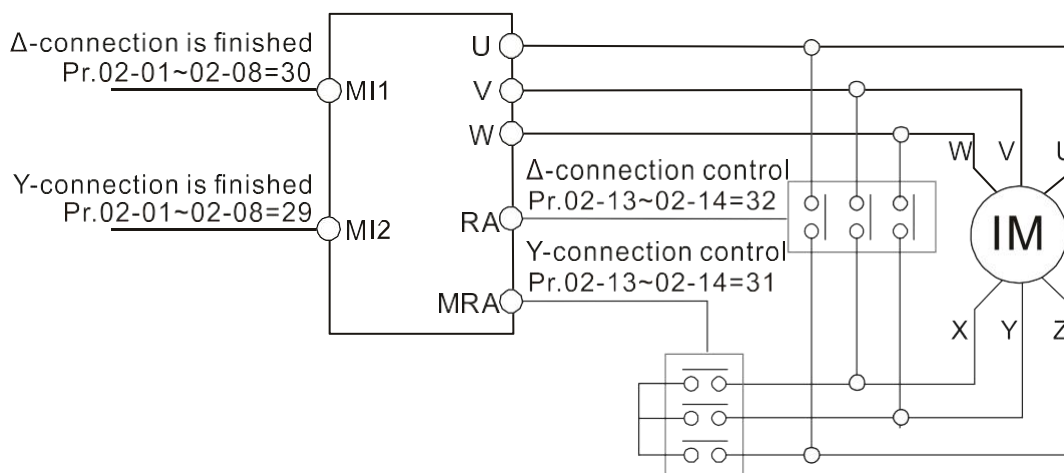 Δ-connection is finished
Pr.02-01~02-08=30
MI1
Y-connection is finished
Pr.02-01~02-08=29
MI2
U
V
W
RA
MRA
Δ-connection control
Pr.02-13~02-14=32
Y-connection control
Pr.02-13~02-14=31
W V U
IM
X Y Z